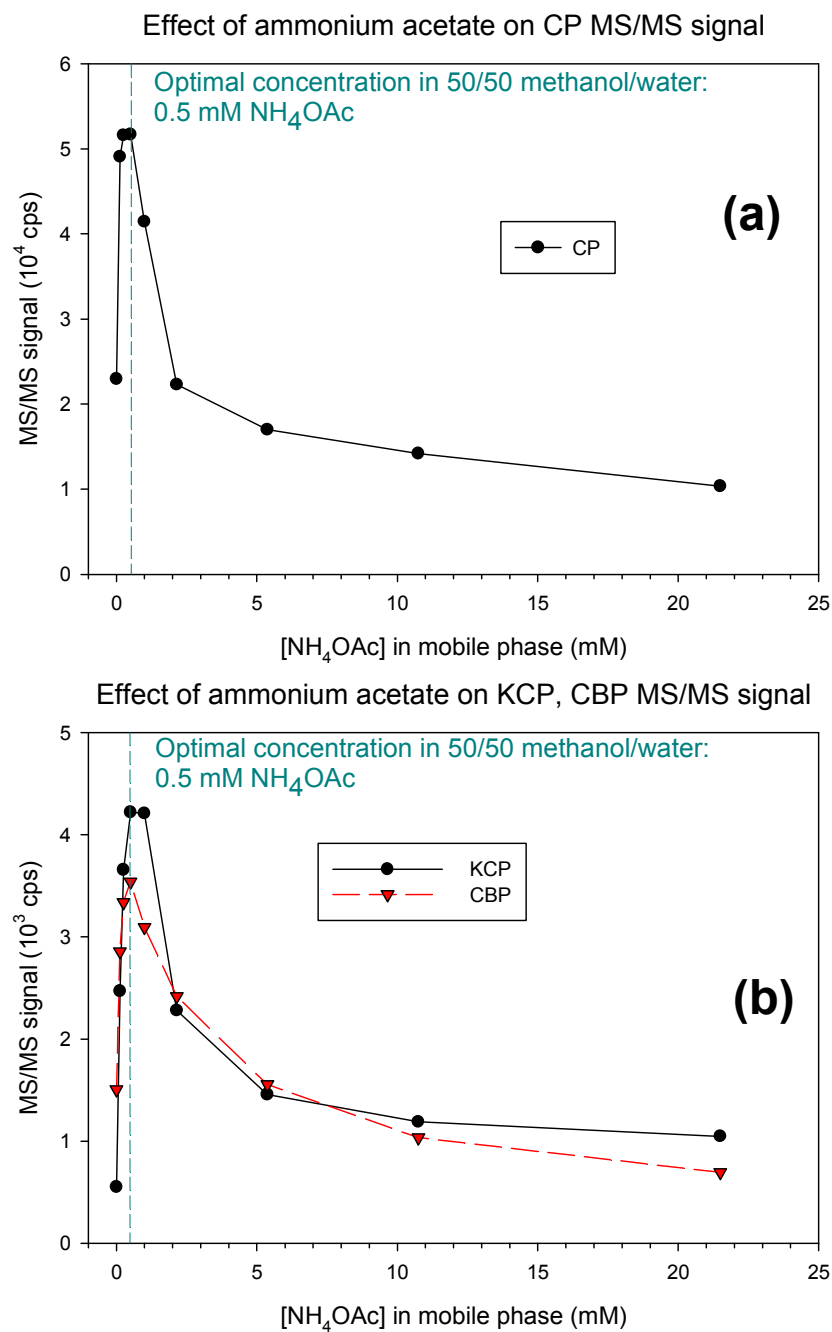 Effect of ammonium acetate on CP MS/MS signal
Optimal concentration in 50/50 methanol/water:
0.5 mM NH₄OAc
(a)
CP
MS/MS signal (10⁴ cps)
6
5
4
3
2
1
0
0 5 10 15 20 25
[NH₄OAc] in mobile phase (mM)
Effect of ammonium acetate on KCP, CBP MS/MS signal
Optimal concentration in 50/50 methanol/water:
0.5 mM NH₄OAc
KCP
CBP
(b)
MS/MS signal (10³ cps)
5
4
3
2
1
0
0 5 10 15 20 25
[NH₄OAc] in mobile phase (mM)